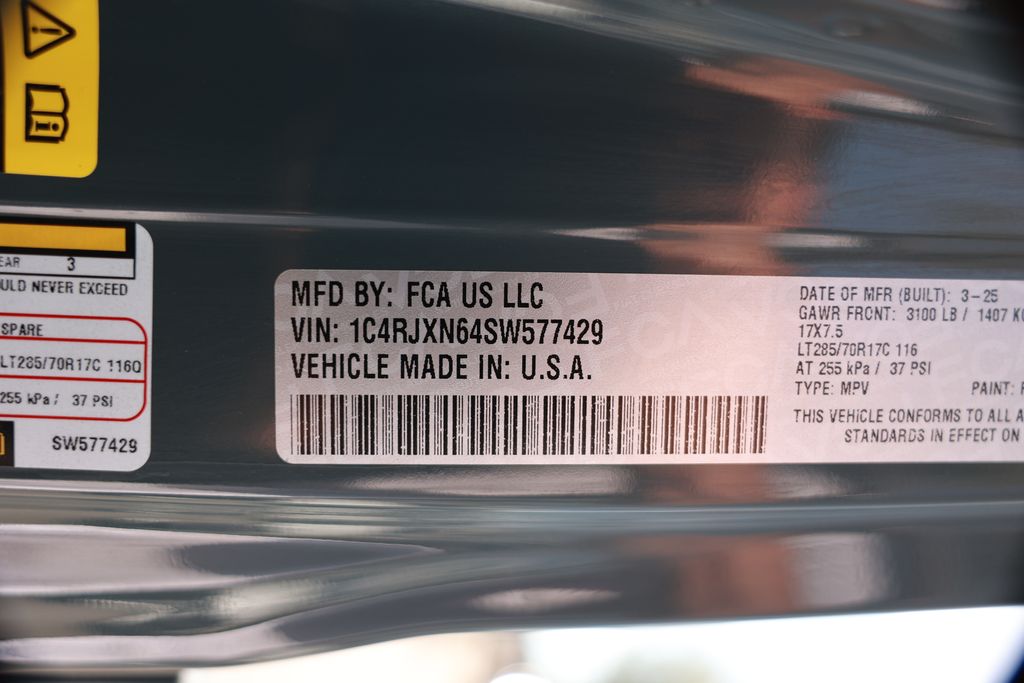 EAR 3
ULD NEVER EXCEED
SPARE
LT285/70R17C 116Q
255 kPa / 37 PSI
SW577429
MFD BY: FCA US LLC
VIN: 1C4RJXN64SW577429
VEHICLE MADE IN: U.S.A.
DATE OF MFR (BUILT): 3-25
GAWR FRONT: 3100 LB / 1407 KG
17X7.5
LT285/70R17C 116
AT 255 kPa / 37 PSI
TYPE: MPV PAINT:
THIS VEHICLE CONFORMS TO ALL A
STANDARDS IN EFFECT ON